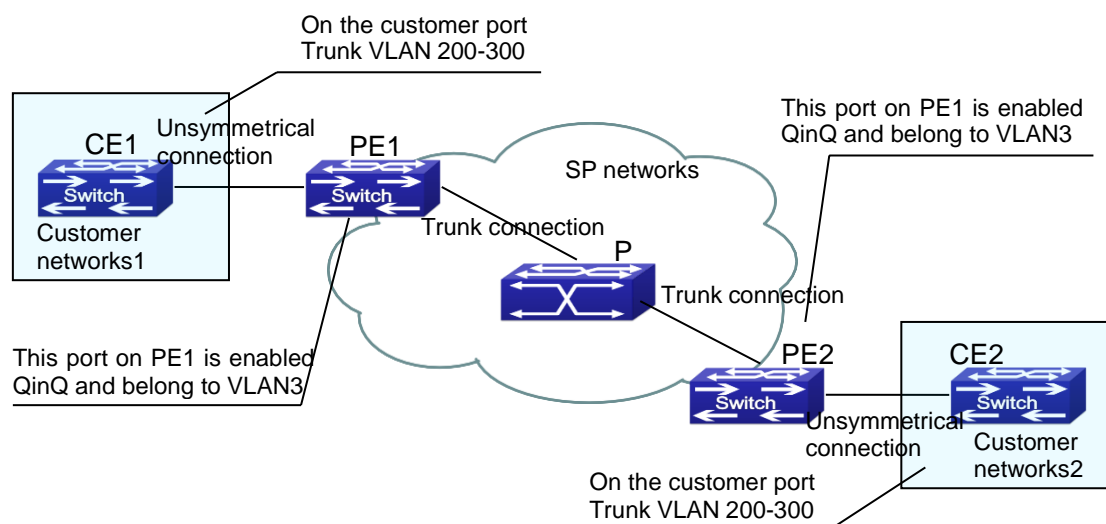 On the customer port
Trunk VLAN 200-300
This port on PE1 is enabled
QinQ and belong to VLAN3
CE1
Unsymmetrical
connection
PE1
SP networks
Switch
Switch
Customer
networks1
Trunk connection
P
Trunk connection
This port on PE1 is enabled
QinQ and belong to VLAN3
PE2
CE2
Switch
Switch
Unsymmetrical
connection
Customer
networks2
On the customer port
Trunk VLAN 200-300